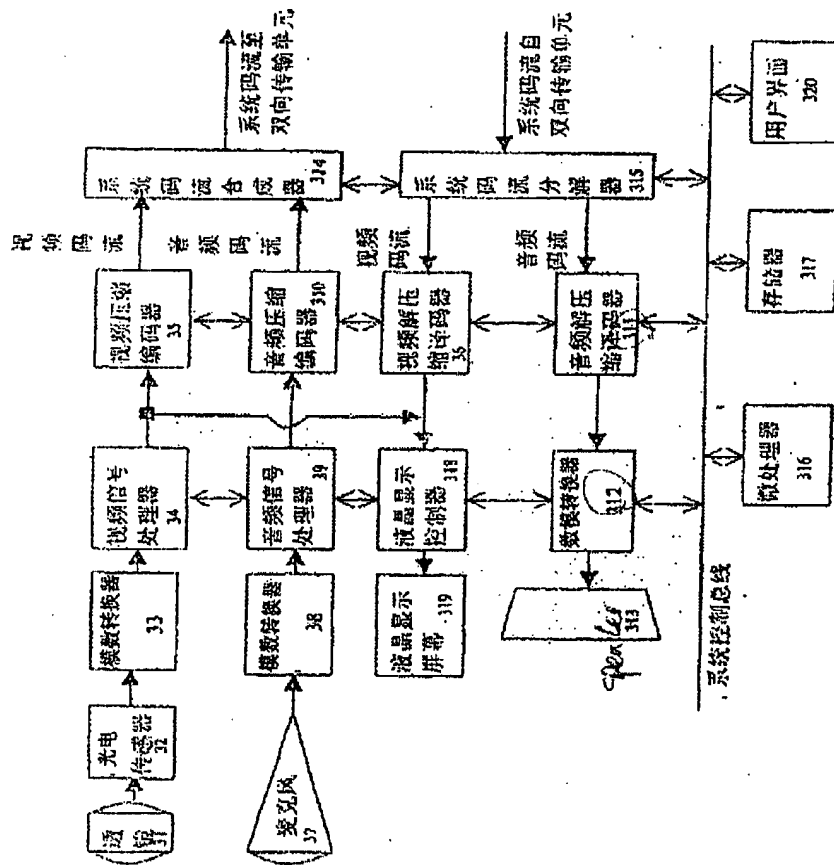 透镜
31
光电
传感器
32
模数转换器
33
视频信号
处理器
34
视频压缩
编码器
35
视频码流
系统码流合成器
314
系统码流至
双向传输单元
麦克风
37
模数转换器
38
音频信号
处理器
39
音频压缩
编码器
310
音频码流
液晶显示
屏幕
319
液晶显示
控制器
318
视频解压
缩译码器
36
视频码流
系统码流分解器
315
系统码流自
双向传输单元
313
数模转换器
312
音频解压
缩译码器
311
音频码流
系统控制总线
微处理器
316
存储器
317
用户界面
320